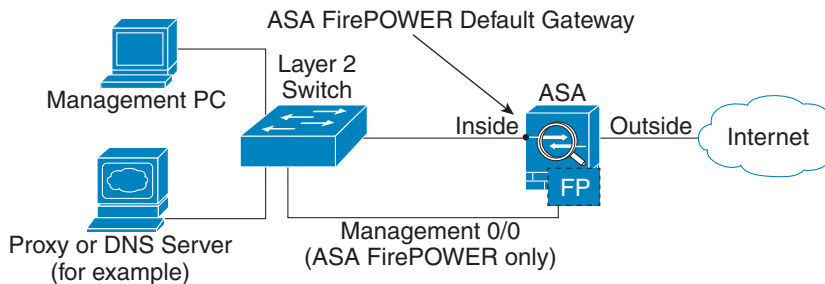 ASA FirePOWER Default Gateway
Management PC
Layer 2
Switch
Inside
ASA
Outside
Internet
FP
Proxy or DNS Server
(for example)
Management 0/0
(ASA FirePOWER only)